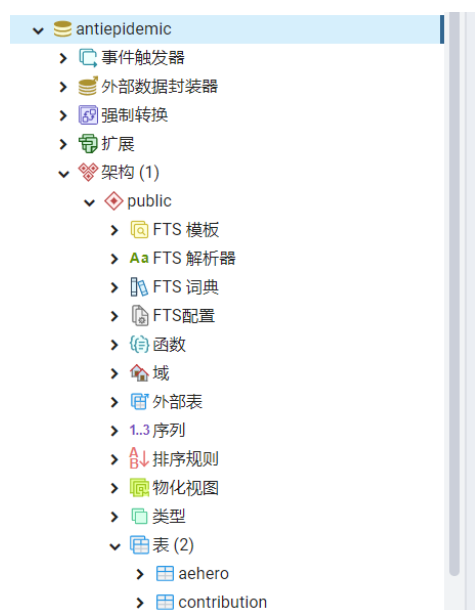 antiepidemic
事件触发器
外部数据封装器
强制转换
扩展
架构 (1)
public
FTS 模板
Aa FTS 解析器
FTS 词典
FTS配置
函数
域
外部表
1..3 序列
排序规则
物化视图
类型
表 (2)
aehero
contribution